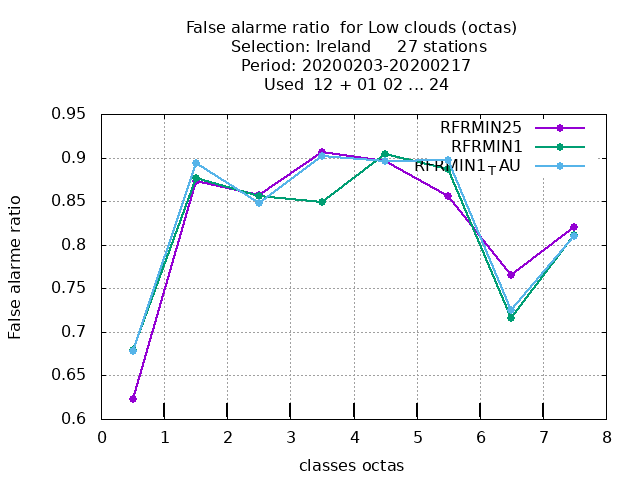 False alarme ratio  for Low clouds (octas)
Selection: Ireland     27 stations
Period: 20200203-20200217
Used  12 + 01 02 ... 24
RFRMIN25
RFRMIN1
RFRMIN1TAU
False alarme ratio
0.95
0.9
0.85
0.8
0.75
0.7
0.65
0.6
0 1 2 3 4 5 6 7 8
classes octas